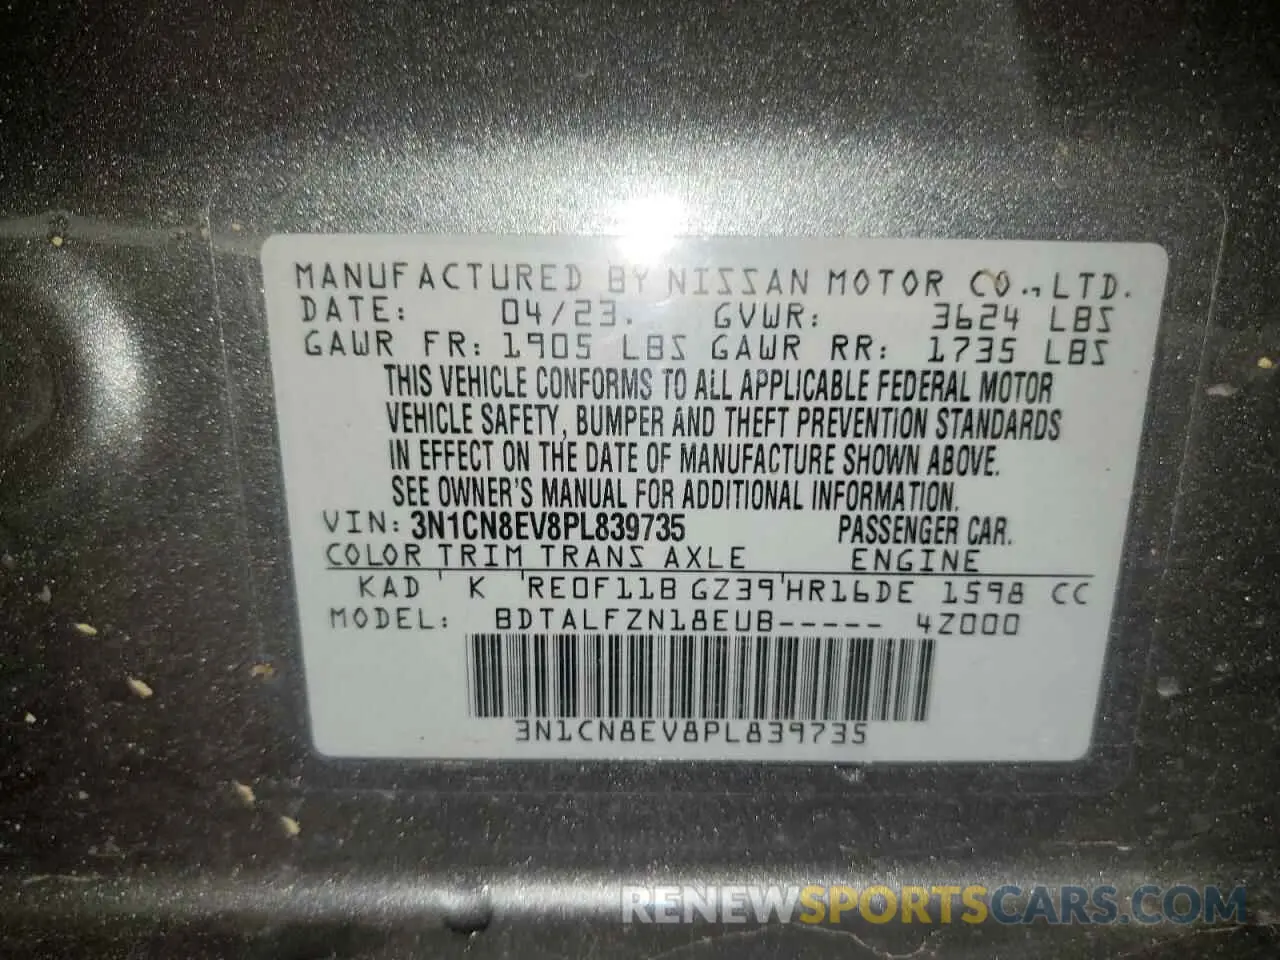 MANUFACTURED BY NISSAN MOTOR CO., LTD.
DATE: 04/23. GVWR: 3624 LBS
GAWR FR: 1905 LBS GAWR RR: 1735 LBS
THIS VEHICLE CONFORMS TO ALL APPLICABLE FEDERAL MOTOR
VEHICLE SAFETY, BUMPER AND THEFT PREVENTION STANDARDS
IN EFFECT ON THE DATE OF MANUFACTURE SHOWN ABOVE.
SEE OWNER'S MANUAL FOR ADDITIONAL INFORMATION.
VIN: 3N1CN8EV8PL839735 PASSENGER CAR.
COLOR TRIM TRANS AXLE ENGINE
KAD K RE0F11B GZ39 HR16DE 1598 CC
MODEL: BDTALFZN18EUB----- 4Z000
3N1CN8EV8PL839735
RENEWSPORTSCARS.COM